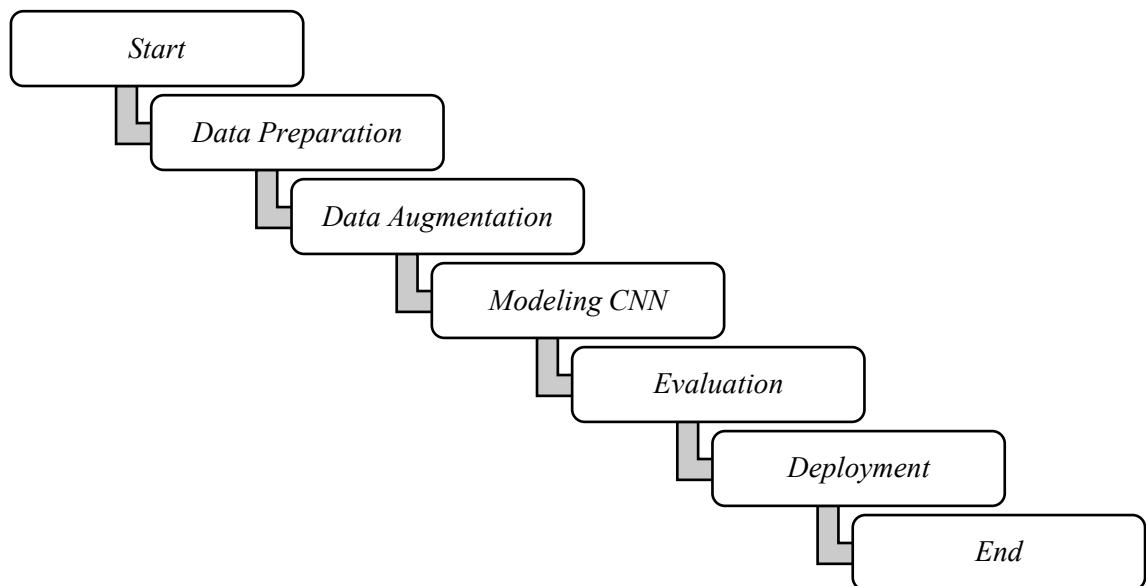 Start
Data Preparation
Data Augmentation
Modeling CNN
Evaluation
Deployment
End